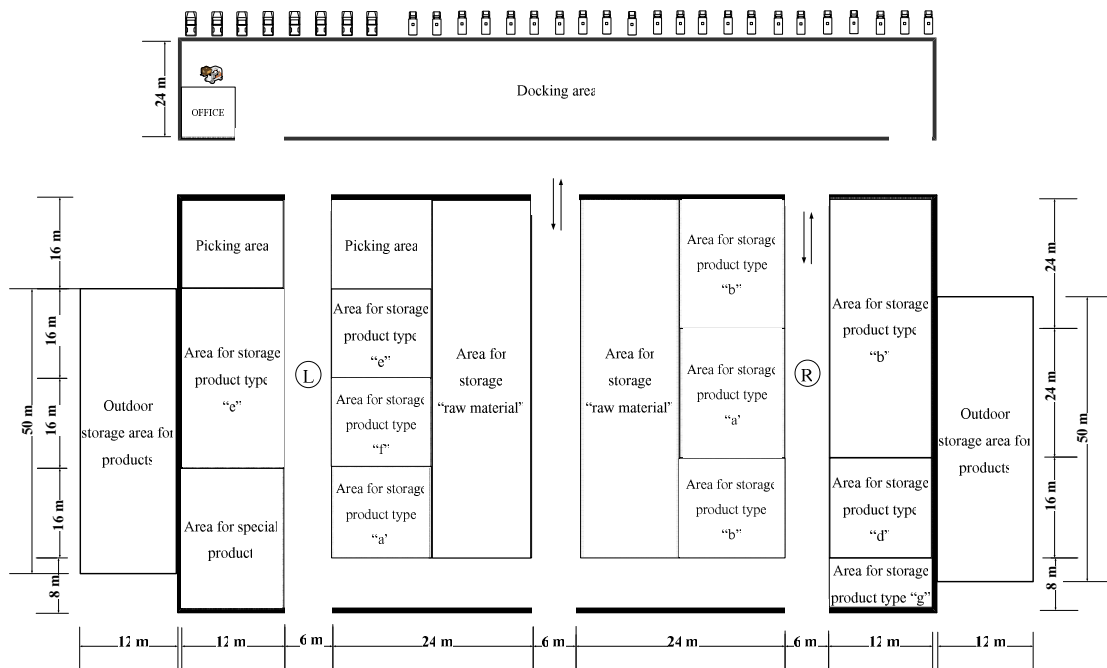 24 m
OFFICE
Docking area
16 m
16 m
16 m
16 m
8 m
50 m
Outdoor
storage area for
products
Picking area
Area for storage
product type
“e”
Area for special
product
L
Picking area
Area for storage
product type
“e”
Area for storage
product type
“f”
Area for storage
product type
“a”
Area for
storage
“raw material”
Area for
storage
“raw material”
Area for storage
product type
“b”
Area for storage
product type
“a”
Area for storage
product type
“b”
R
Area for storage
product type
“b”
Area for storage
product type
“d”
Area for storage
product type “g”
Outdoor
storage area for
products
24 m
24 m
16 m
8 m
50 m
12 m
12 m
6 m
24 m
6 m
24 m
6 m
12 m
12 m